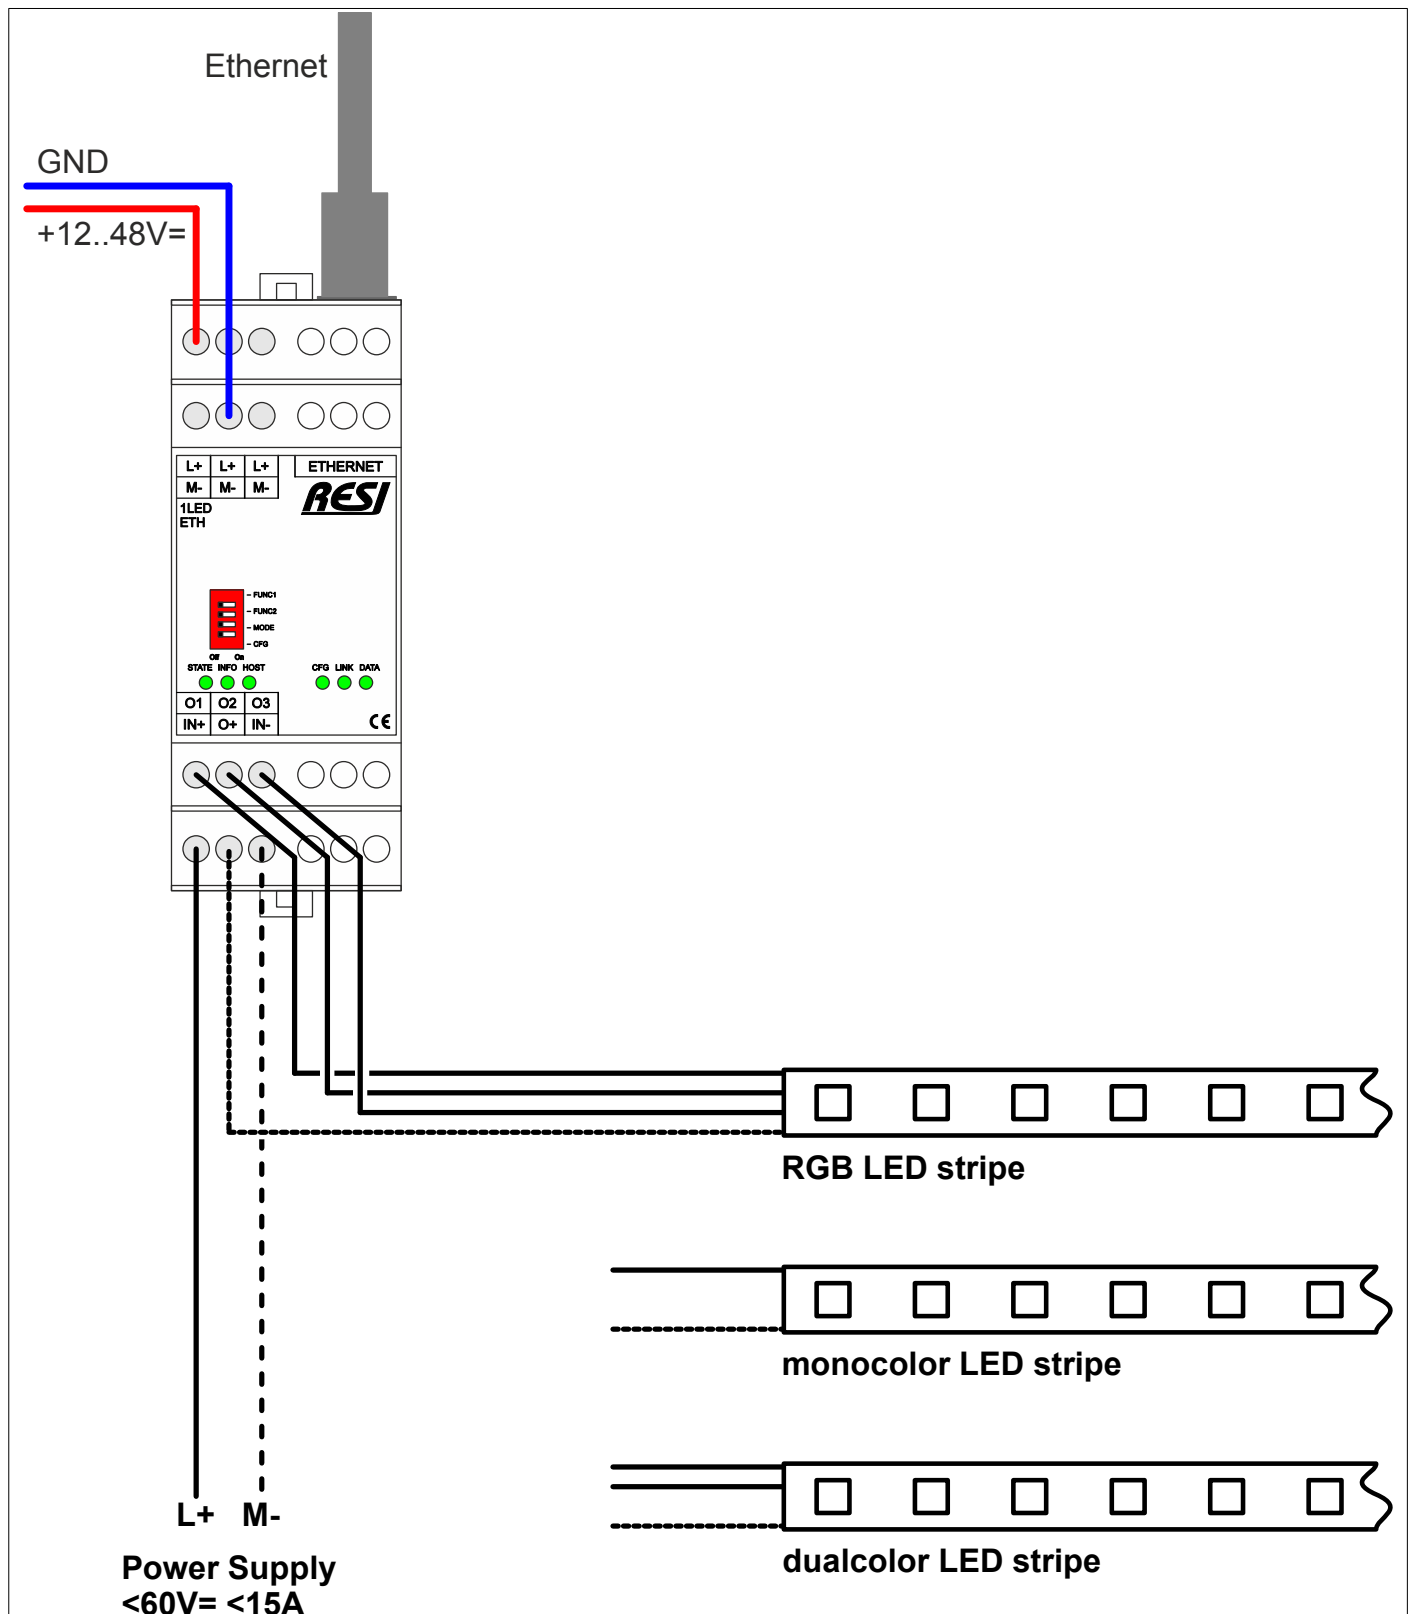 Ethernet
GND
+12..48V=
L+ L+ L+ ETHERNET
M- M- M- RESI
1LED
ETH
FUNC1
FUNC2
MODE
CFG
Off On
STATE INFO HOST CFG LINK DATA
O1 O2 O3
IN+ O+ IN- CE
RGB LED stripe
monocolor LED stripe
L+ M-
dualcolor LED stripe
Power Supply
<60V= <15A